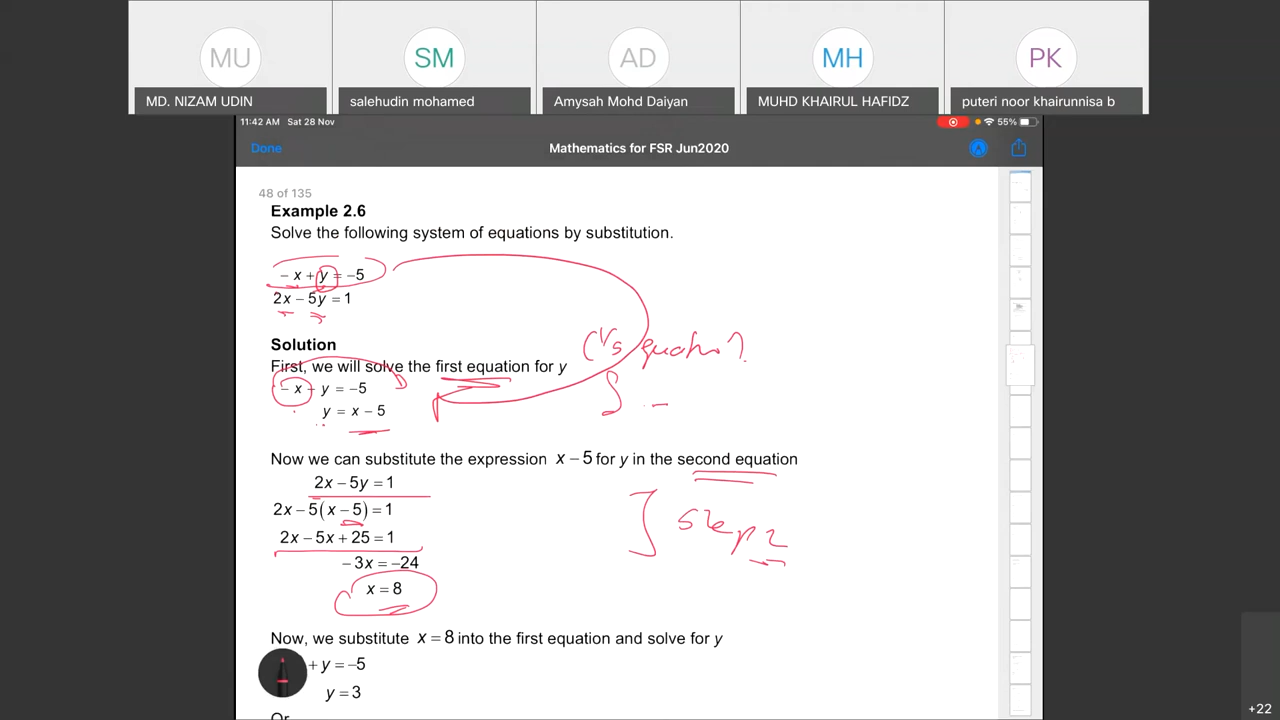 MU
SM
AD
MH
PK
MD. NIZAM UDIN
salehudin mohamed
Amysah Mohd Daiyan
MUHD KHAIRUL HAFIDZ
puteri noor khairunnisa b
11:42 AM Sat 28 Nov
55%
Done
Mathematics for FSR Jun2020
48 of 135
Example 2.6
Solve the following system of equations by substitution.
− x + y = −5
2x − 5y = 1
Solution
First, we will solve the first equation for y
− x + y = −5
y = x − 5
Now we can substitute the expression x − 5 for y in the second equation
2x − 5y = 1
2x − 5(x − 5) = 1
2x − 5x + 25 = 1
step 2
− 3x = −24
x = 8
Now, we substitute x = 8 into the first equation and solve for y
+ y = −5
y = 3
Or
+22